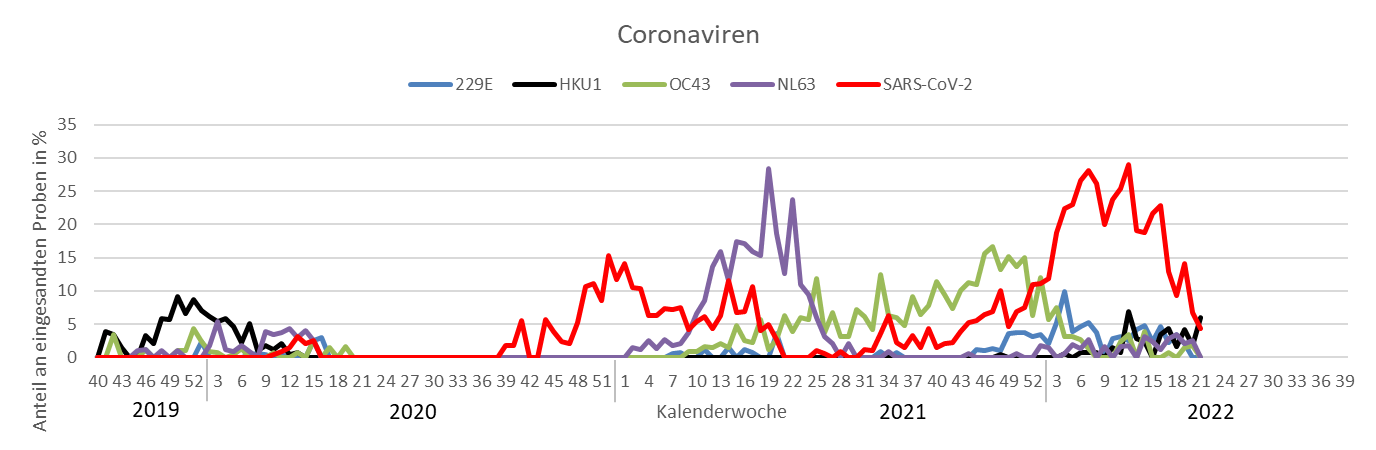 Coronaviren
229E HKU1 OC43 NL63 SARS-CoV-2
Anteil an eingesandten Proben in %
35
30
25
20
15
10
5
0
40 43 46 49 52 3 6 9 12 15 18 21 24 27 30 33 36 39 42 45 48 51 1 4 7 10 13 16 19 22 25 28 31 34 37 40 43 46 49 52 3 6 9 12 15 18 21 24 27 30 33 36 39
2019 2020 Kalenderwoche 2021 2022